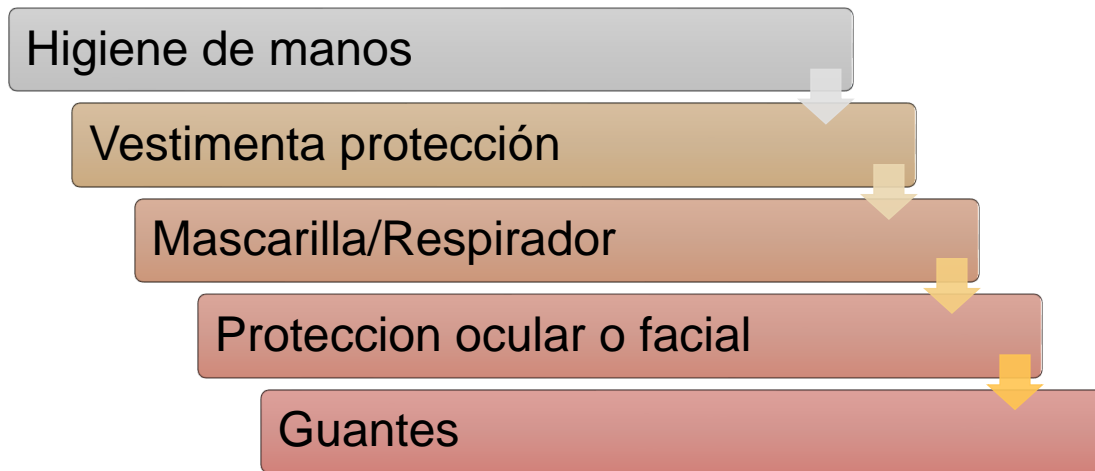 Higiene de manos
Vestimenta protección
Mascarilla/Respirador
Proteccion ocular o facial
Guantes